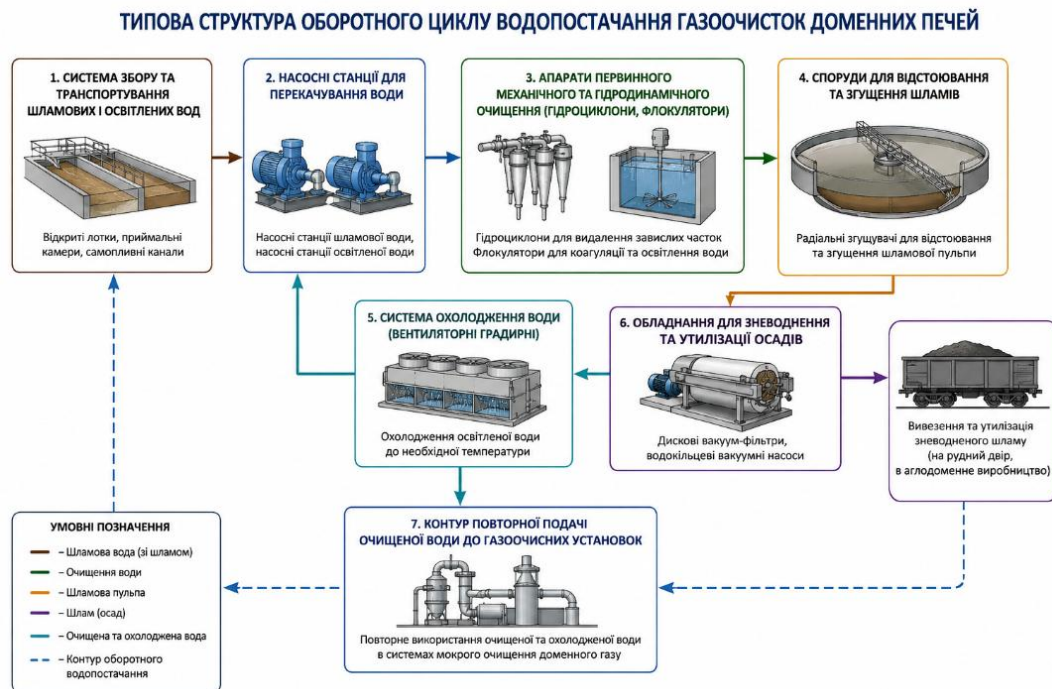 ТИПОВА СТРУКТУРА ОБОРОТНОГО ЦИКЛУ ВОДОПОСТАЧАННЯ ГАЗООЧИСТОК ДОМЕННИХ ПЕЧЕЙ
1. СИСТЕМА ЗБОРУ ТА
ТРАНСПОРТУВАННЯ
ШЛАМОВИХ І ОСВІТЛЕНИХ ВОД
Відкриті лотки, приймальні
камери, самопливні канали
2. НАСОСНІ СТАНЦІЇ ДЛЯ
ПЕРЕКАЧУВАННЯ ВОДИ
Насосні станції шламової води,
насосні станції освітленої води
3. АПАРАТИ ПЕРВИННОГО
МЕХАНІЧНОГО ТА ГІДРОДИНАМІЧНОГО
ОЧИЩЕННЯ (ГІДРОЦИКЛОНИ, ФЛОКУЛЯТОРИ)
Гідроциклони для видалення завислих часток
Флокулятори для коагуляції та освітлення води
4. СПОРУДИ ДЛЯ ВІДСТОЮВАННЯ
ТА ЗГУЩЕННЯ ШЛАМІВ
Радіальні згущувачі для відстоювання
та згущення шламової пульпи
5. СИСТЕМА ОХОЛОДЖЕННЯ ВОДИ
(ВЕНТИЛЯТОРНІ ГРАДИРНІ)
Охолодження освітленої води
до необхідної температури
6. ОБЛАДНАННЯ ДЛЯ ЗНЕВОДНЕННЯ
ТА УТИЛІЗАЦІЇ ОСАДІВ
Дискові вакуум-фільтри,
водокільцеві вакуумні насоси
Вивезення та утилізація
зневодненого шламу
(на рудний двір,
в аглодоменне виробництво)
7. КОНТУР ПОВТОРНОЇ ПОДАЧІ
ОЧИЩЕНОЇ ВОДИ ДО ГАЗООЧИСНИХ УСТАНОВОК
Повторне використання очищеної та охолодженої води
в системах мокрого очищення доменного газу
УМОВНІ ПОЗНАЧЕННЯ
– Шламова вода (зі шламом)
– Очищення води
– Шламова пульпа
– Шлам (осад)
– Очищена та охолоджена вода
– Контур оборотного
водопостачання